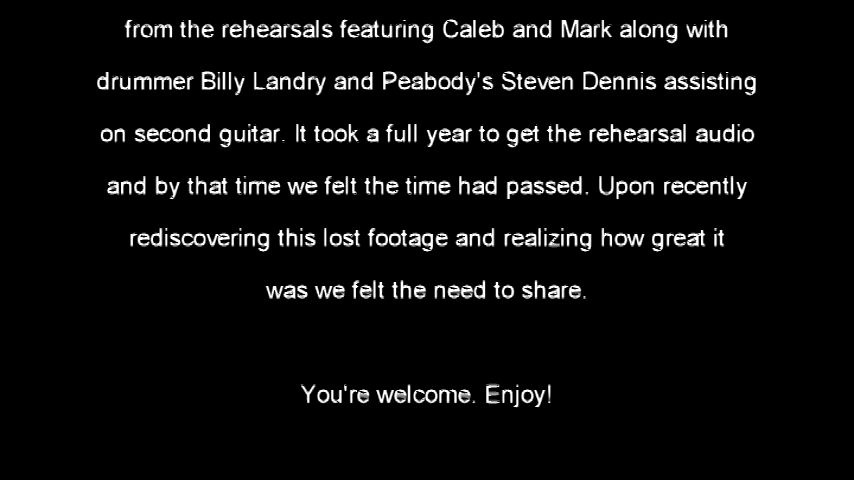 from the rehearsals featuring Caleb and Mark along with
drummer Billy Landry and Peabody's Steven Dennis assisting
on second guitar. It took a full year to get the rehearsal audio
and by that time we felt the time had passed. Upon recently
rediscovering this lost footage and realizing how great it
was we felt the need to share.
You're welcome. Enjoy!